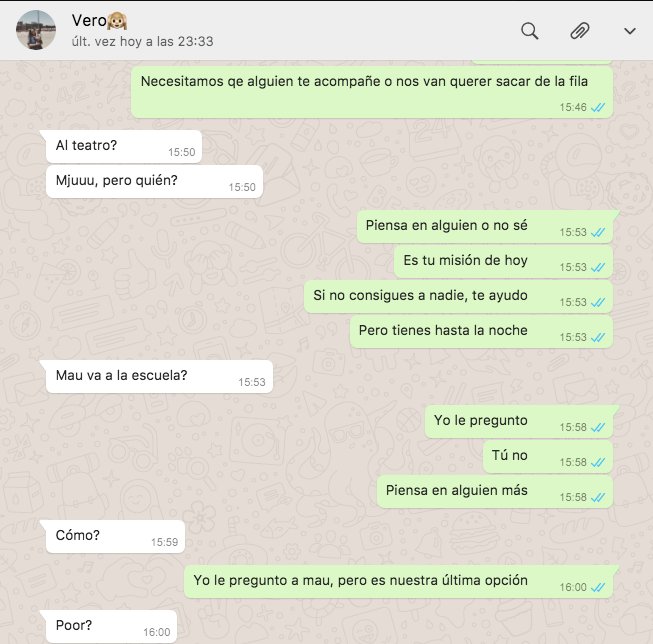 Vero🙊
últ. vez hoy a las 23:33
Necesitamos qe alguien te acompañe o nos van querer sacar de la fila
15:46
Al teatro?
15:50
Mjuuu, pero quién?
15:50
Piensa en alguien o no sé
15:53
Es tu misión de hoy
15:53
Si no consigues a nadie, te ayudo
15:53
Pero tienes hasta la noche
15:53
Mau va a la escuela?
15:53
Yo le pregunto
15:58
Tú no
15:58
Piensa en alguien más
15:58
Cómo?
15:59
Yo le pregunto a mau, pero es nuestra última opción
16:00
Poor?
16:00